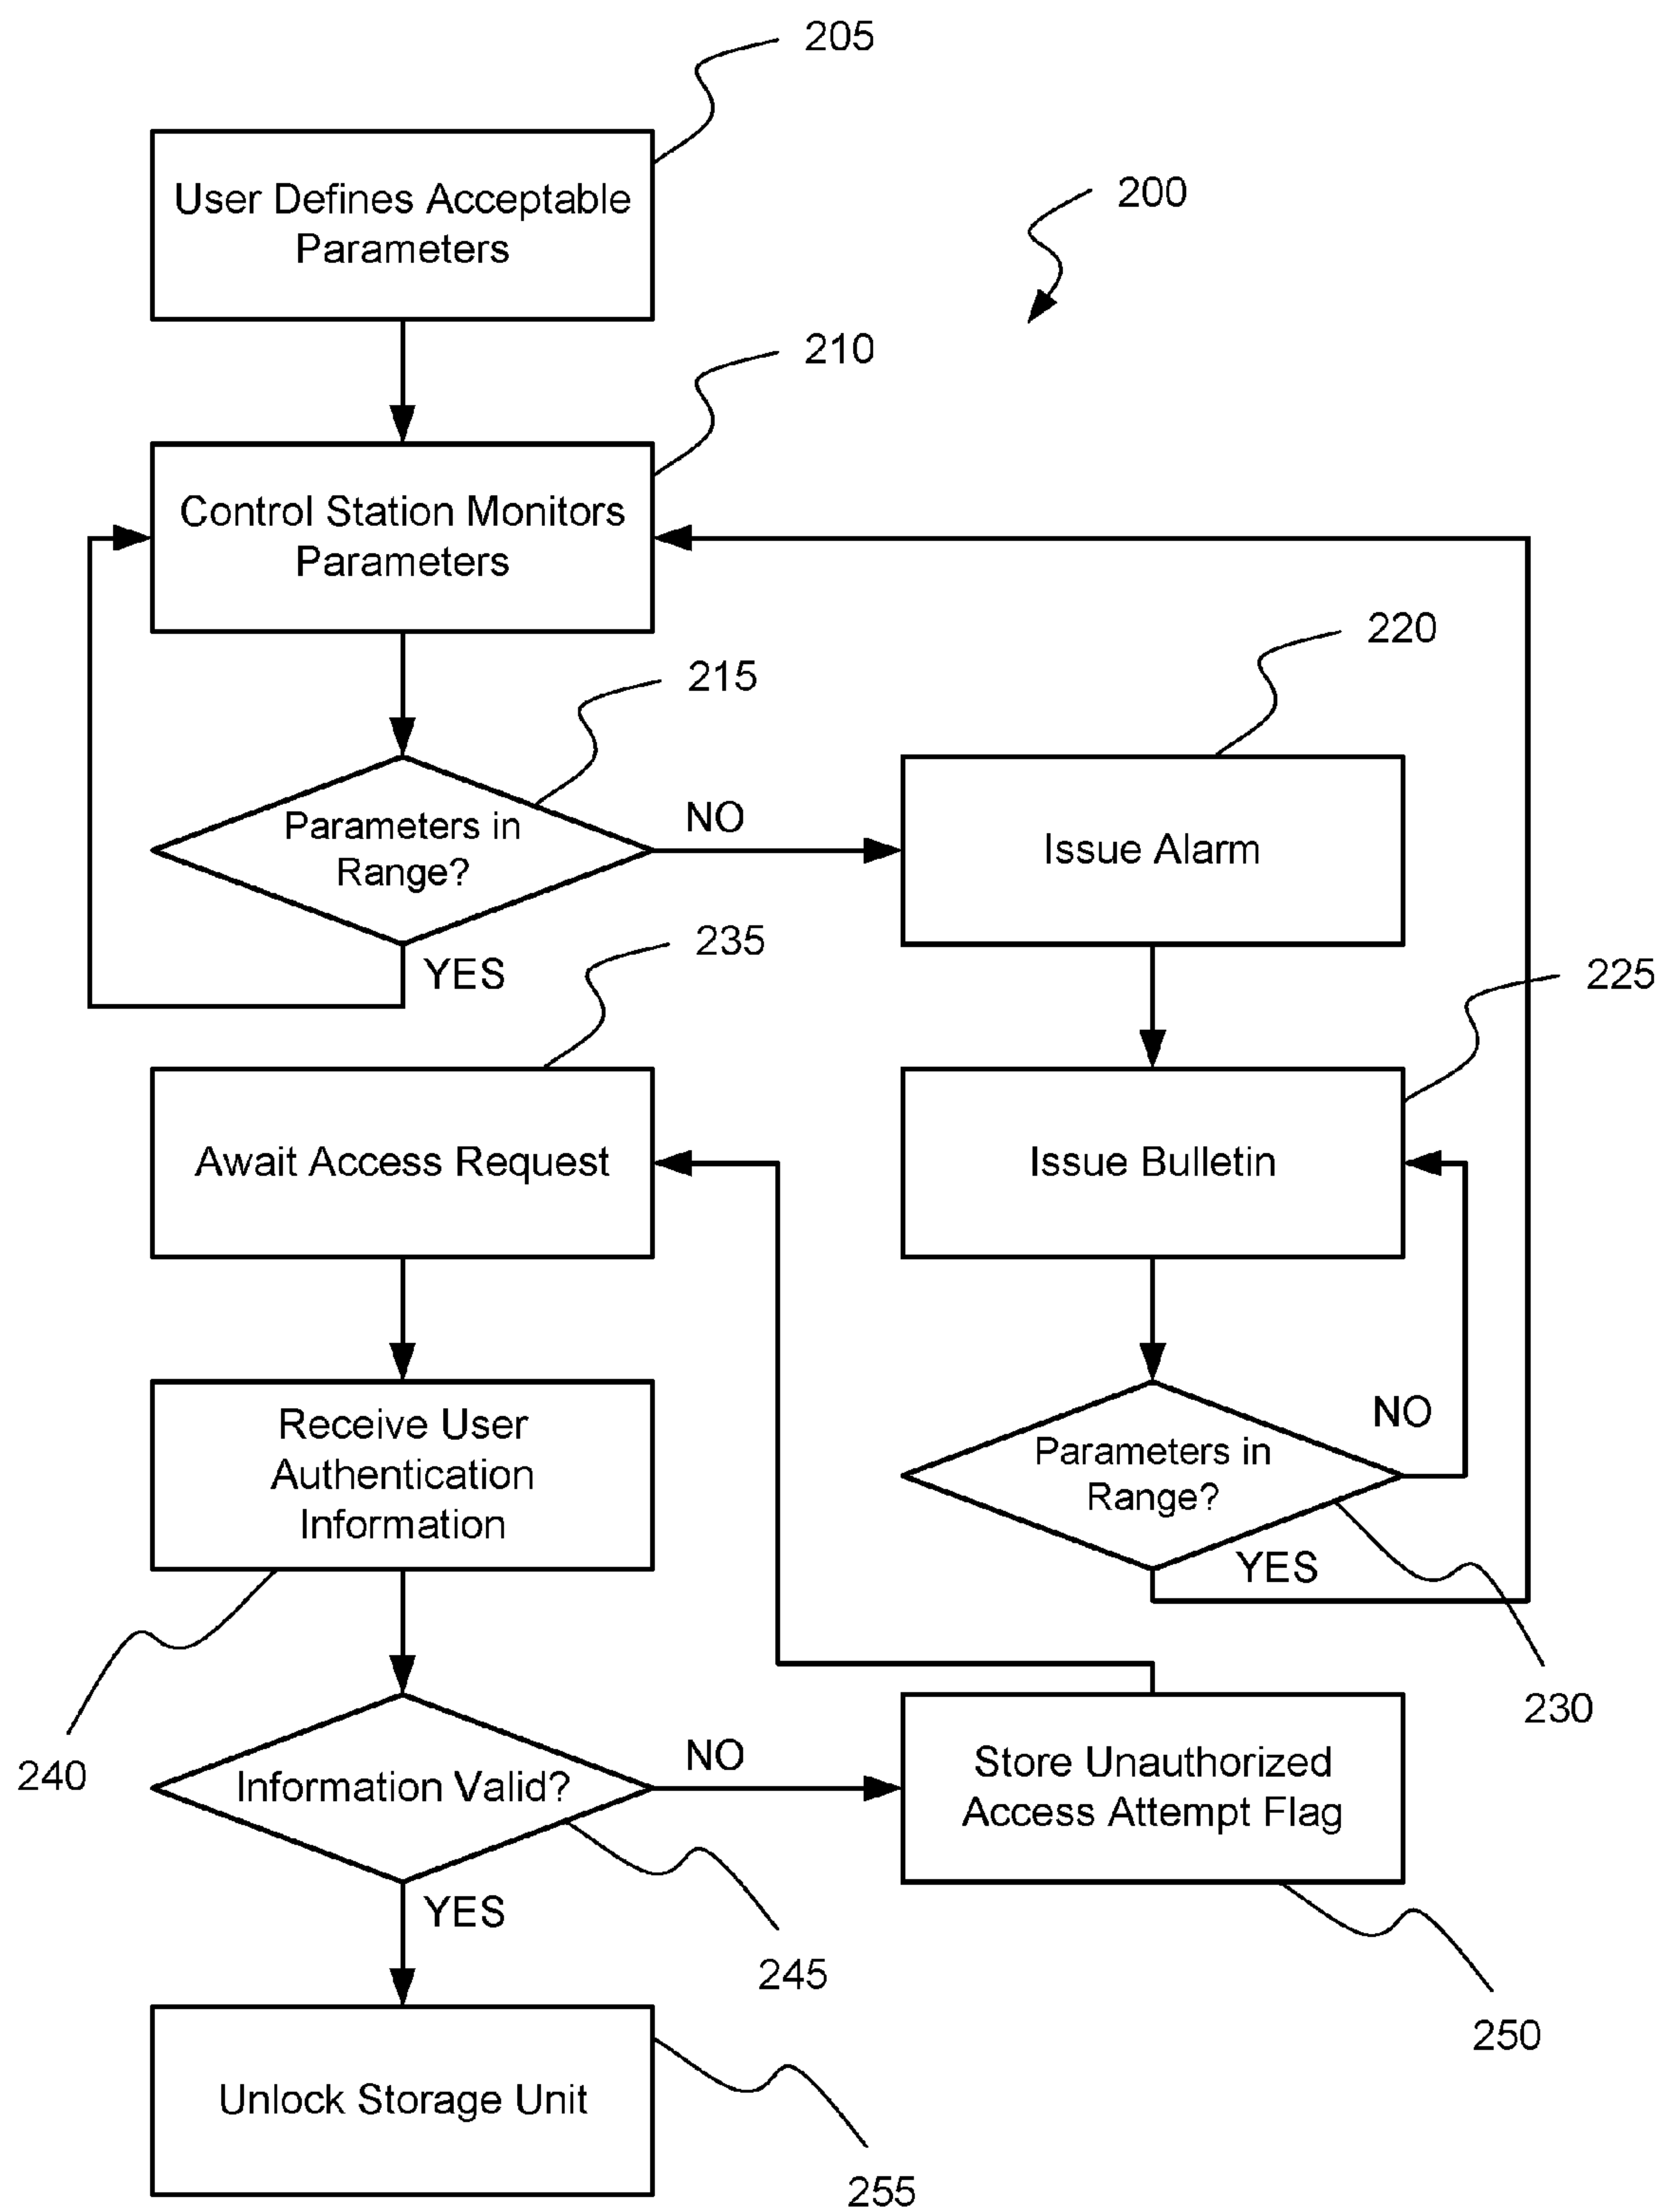 205
User Defines Acceptable
Parameters
200
210
Control Station Monitors
Parameters
220
215
Parameters in
Range?
NO
YES
Issue Alarm
235
225
Await Access Request
Issue Bulletin
Receive User
Authentication
Information
240
Parameters in
Range?
NO
YES
230
Information Valid?
NO
YES
245
Store Unauthorized
Access Attempt Flag
250
Unlock Storage Unit
255